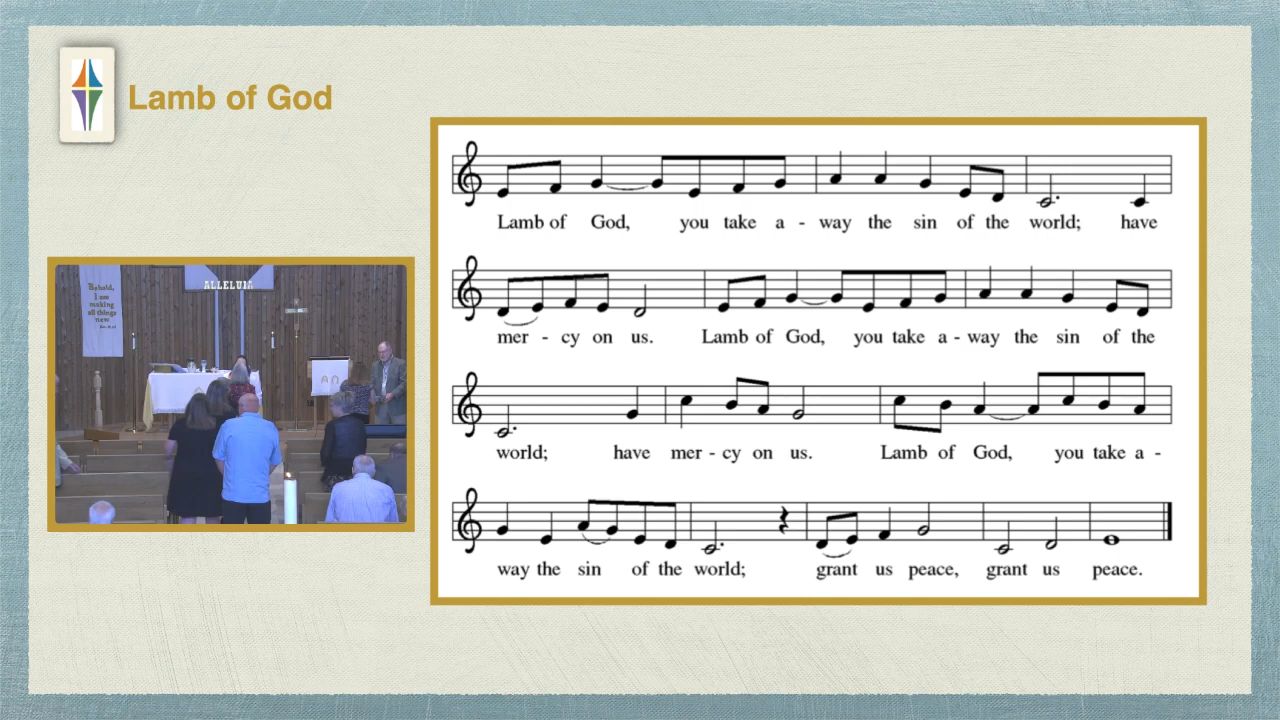 Lamb of God
Lamb of God, you take a - way the sin of the world; have
mer - cy on us. Lamb of God, you take a - way the sin of the
world; have mer - cy on us. Lamb of God, you take a -
way the sin of the world; grant us peace, grant us peace.
ALLELUIA
Behold,
I am
making
all things
new